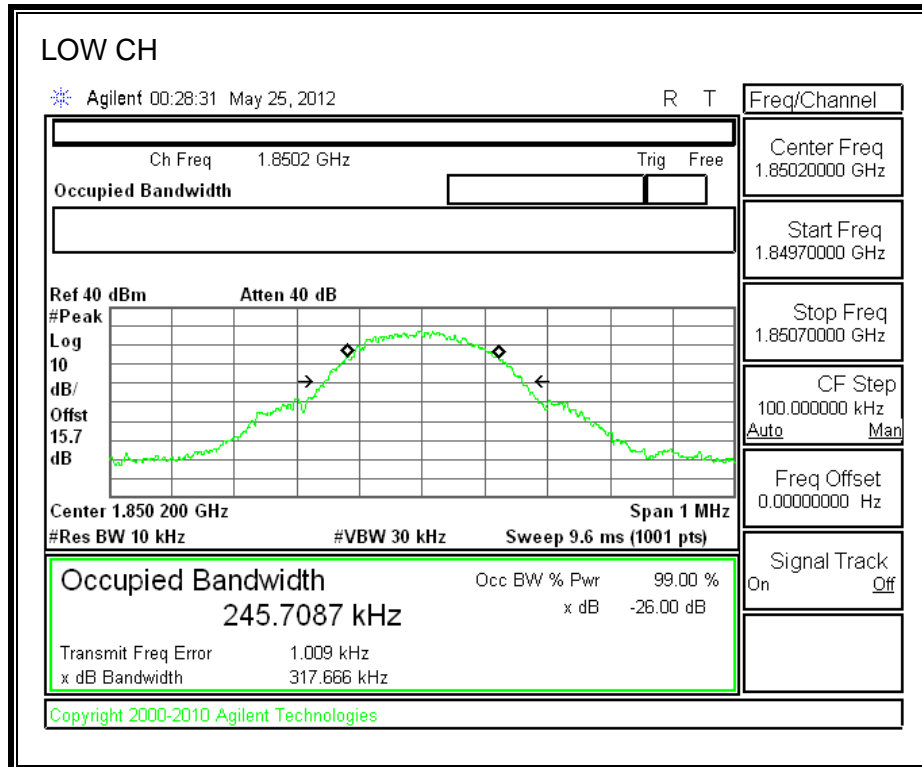 LOW CH
Agilent 00:28:31 May 25, 2012 R T
Freq/Channel
Ch Freq 1.8502 GHz Trig Free
Occupied Bandwidth
Center Freq
1.85020000 GHz
Start Freq
1.84970000 GHz
Stop Freq
1.85070000 GHz
CF Step
100.000000 kHz
Auto Man
Freq Offset
0.00000000 Hz
Signal Track
On Off
Ref 40 dBm Atten 40 dB
#Peak
Log
10
dB/
Offst
15.7
dB
Center 1.850 200 GHz Span 1 MHz
#Res BW 10 kHz #VBW 30 kHz Sweep 9.6 ms (1001 pts)
Occupied Bandwidth Occ BW % Pwr 99.00 %
245.7087 kHz x dB -26.00 dB
Transmit Freq Error 1.009 kHz
x dB Bandwidth 317.666 kHz
Copyright 2000-2010 Agilent Technologies